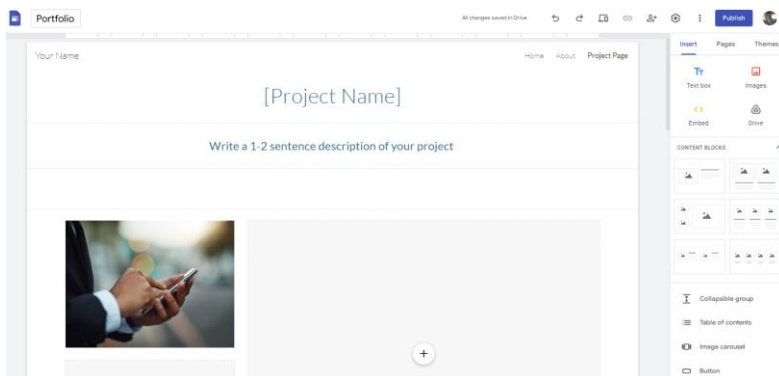 Portfolio
All changes saved in Drive
Publish
Your Name
Home About Project Page
[Project Name]
Write a 1-2 sentence description of your project
Insert Pages Themes
Tт
Text box Images
Embed Drive
CONTENT BLOCKS
Collapsible group
Table of contents
Image carousel
Button